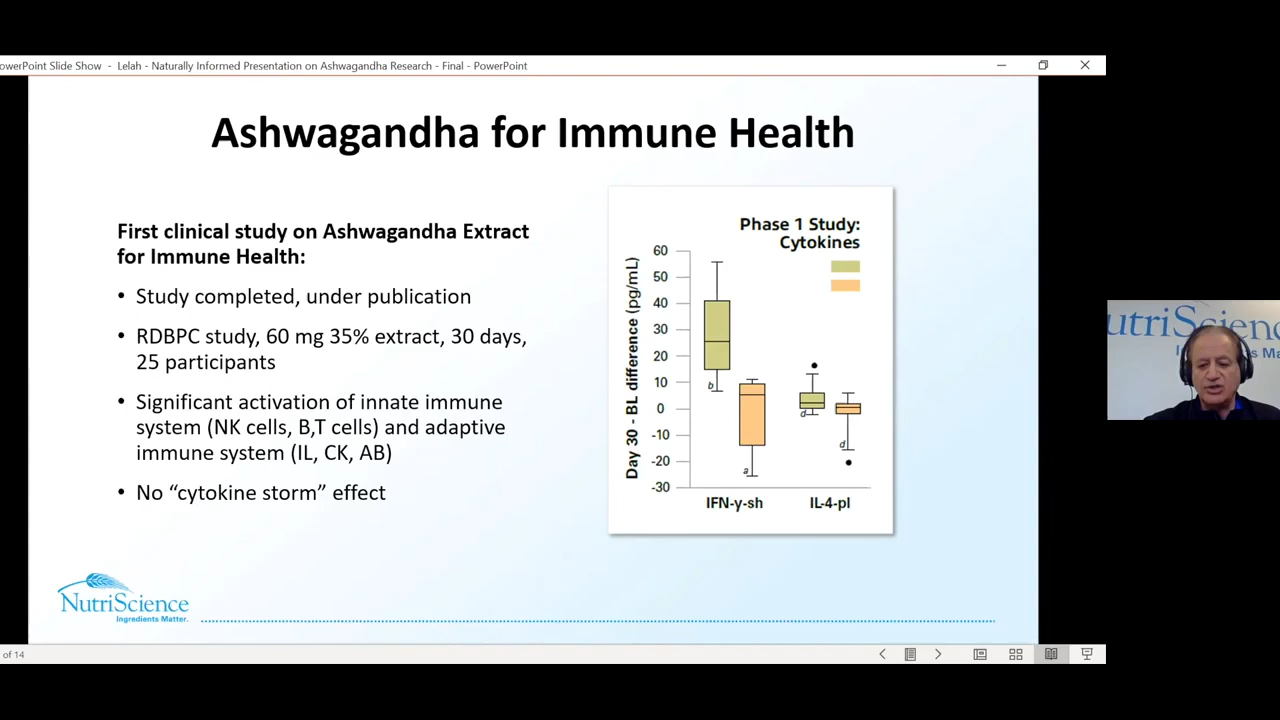 owerPoint Slide Show - Lelah - Naturally Informed Presentation on Ashwagandha Research - Final - PowerPoint
Ashwagandha for Immune Health
First clinical study on Ashwagandha Extract
for Immune Health:
• Study completed, under publication
• RDBPC study, 60 mg 35% extract, 30 days,
25 participants
• Significant activation of innate immune
system (NK cells, B,T cells) and adaptive
immune system (IL, CK, AB)
• No “cytokine storm” effect
Phase 1 Study:
Cytokines
Day 30 - BL difference (pg/mL)
60
50
40
30
20
10
0
-10
-20
-30
b
a
d
d
IFN-γ-sh
IL-4-pl
NutriScience
Ingredients Matter.
utriScienc
Ma
of 14